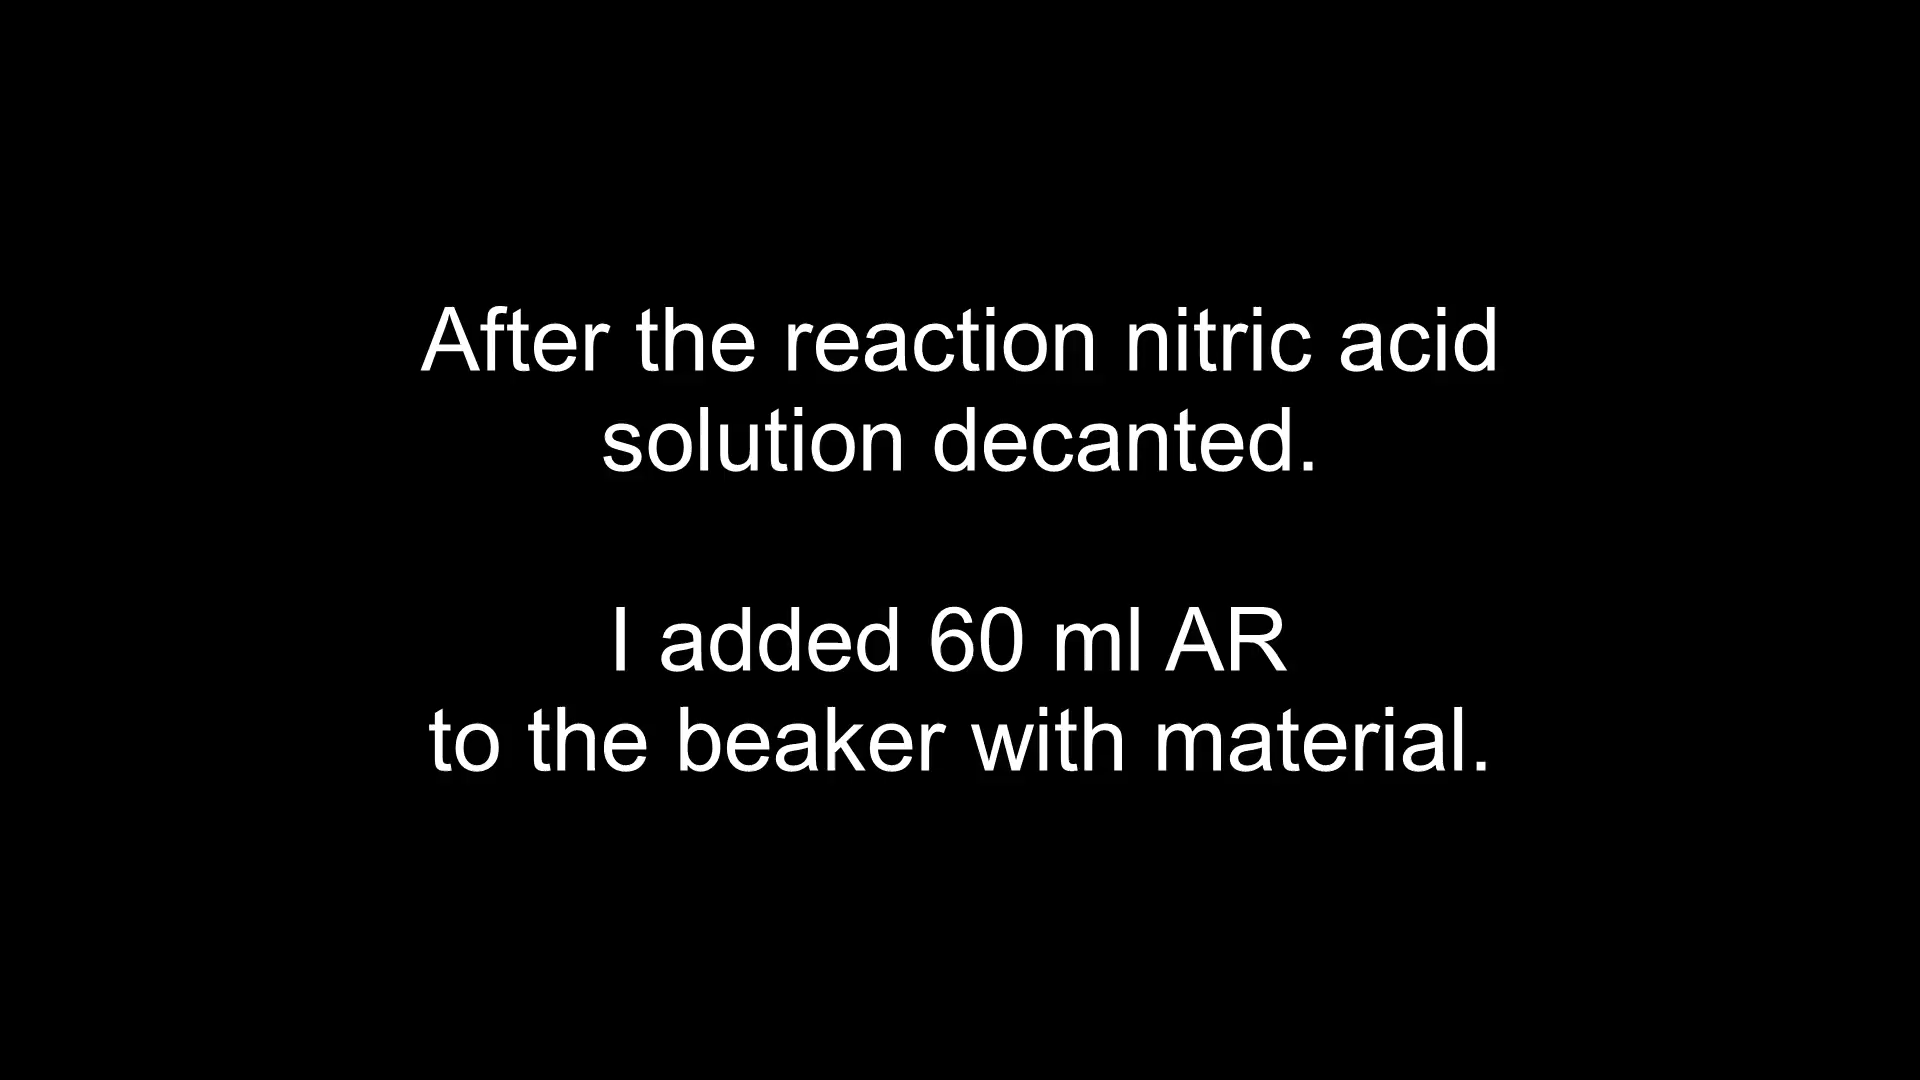 After the reaction nitric acid
solution decanted.
I added 60 ml AR
to the beaker with material.